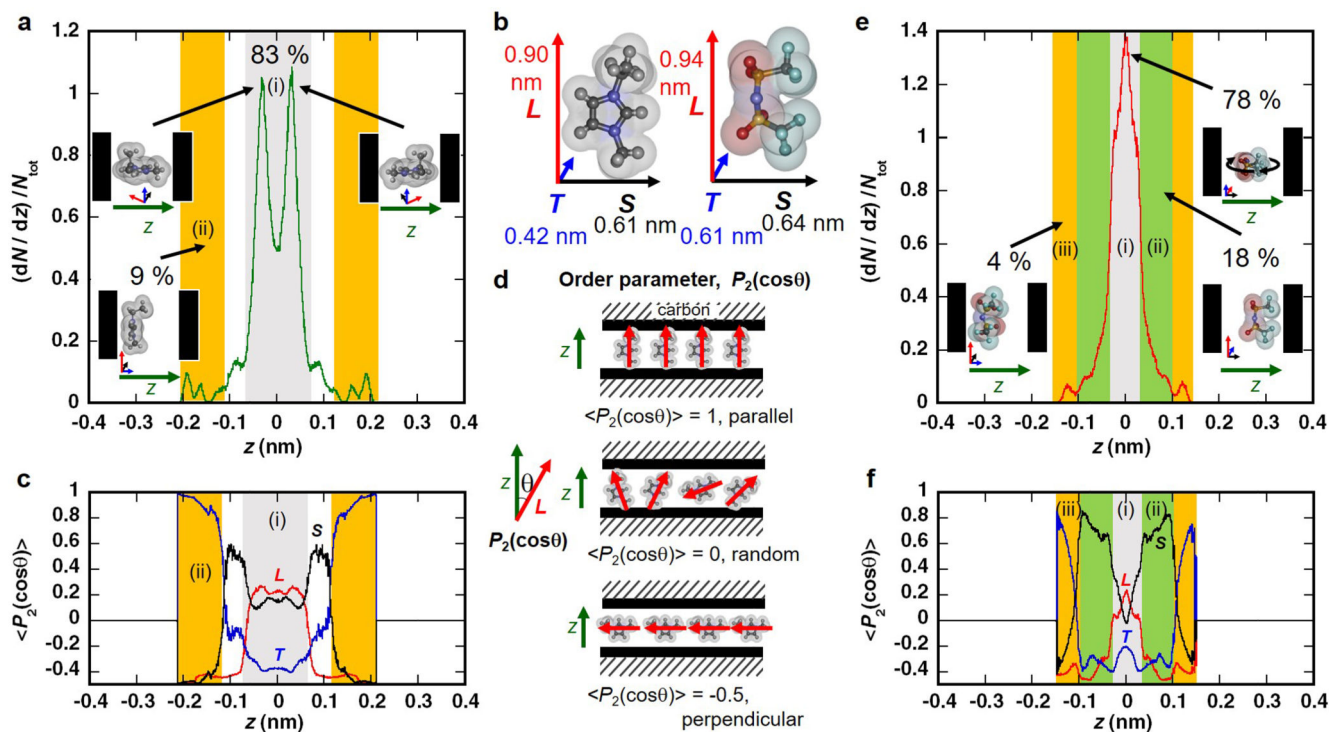 a
1.2
1
0.8
0.6
0.4
0.2
0
(dN / dz) /N_tot
83 %
(i)
(ii)
9 %
z
z
z
-0.4 -0.3 -0.2 -0.1 0 0.1 0.2 0.3 0.4
z (nm)
b
0.90
nm
L
T
S
0.42 nm
0.61 nm
0.94
nm
L
T
S
0.61 nm
0.64 nm
c
1
0.8
0.6
0.4
0.2
0
-0.2
-0.4
<P_2(cosθ)>
(i)
(ii)
S
L
T
-0.4 -0.3 -0.2 -0.1 0 0.1 0.2 0.3 0.4
z (nm)
d
Order parameter, P_2(cosθ)
carbon
z
<P_2(cosθ)> = 1, parallel
z
θ
L
P_2(cosθ)
z
<P_2(cosθ)> = 0, random
z
<P_2(cosθ)> = -0.5,
perpendicular
e
1.4
1.2
1
0.8
0.6
0.4
0.2
0
(dN / dz) /N_tot
78 %
(iii)
(i)
(ii)
4 %
18 %
z
z
z
-0.4 -0.3 -0.2 -0.1 0 0.1 0.2 0.3 0.4
z (nm)
f
1
0.8
0.6
0.4
0.2
0
-0.2
-0.4
<P_2(cosθ)>
(iii)
(i)
(ii)
S
L
T
-0.4 -0.3 -0.2 -0.1 0 0.1 0.2 0.3 0.4
z (nm)